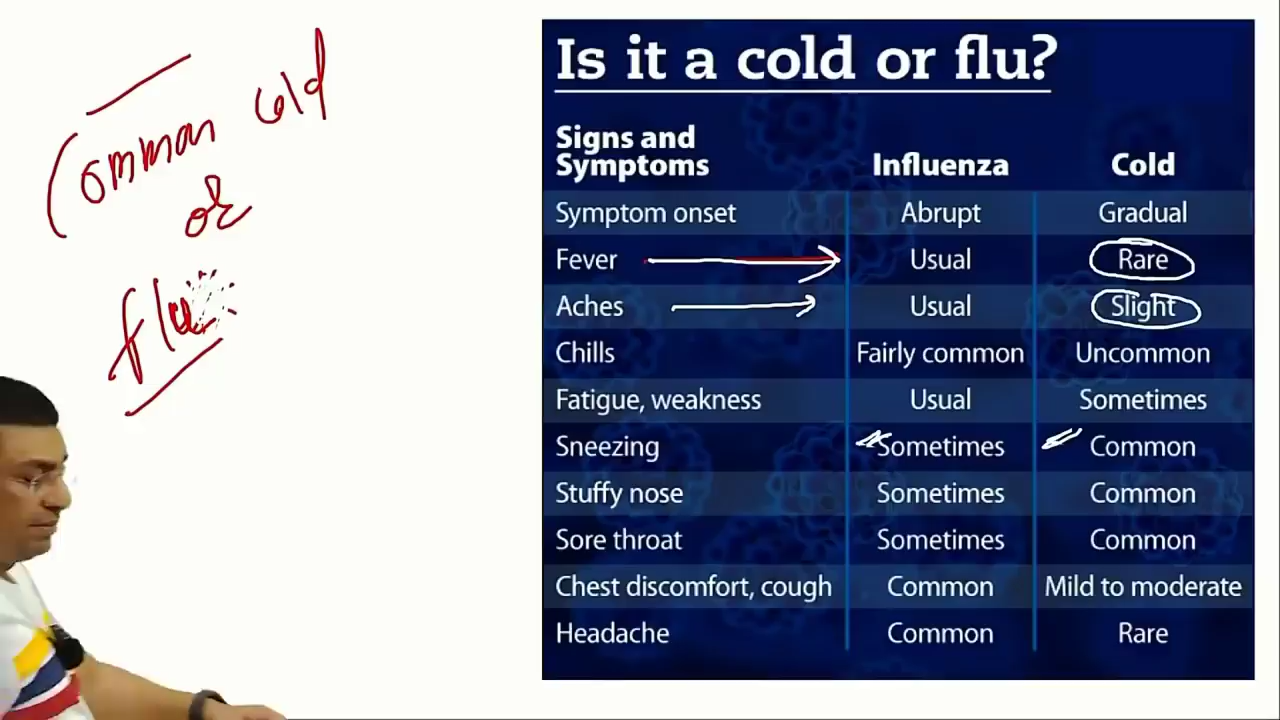 Common cold
or
flu
Is it a cold or flu?
Signs and
Symptoms Influenza Cold
Symptom onset Abrupt Gradual
Fever Usual Rare
Aches Usual Slight
Chills Fairly common Uncommon
Fatigue, weakness Usual Sometimes
Sneezing Sometimes Common
Stuffy nose Sometimes Common
Sore throat Sometimes Common
Chest discomfort, cough Common Mild to moderate
Headache Common Rare